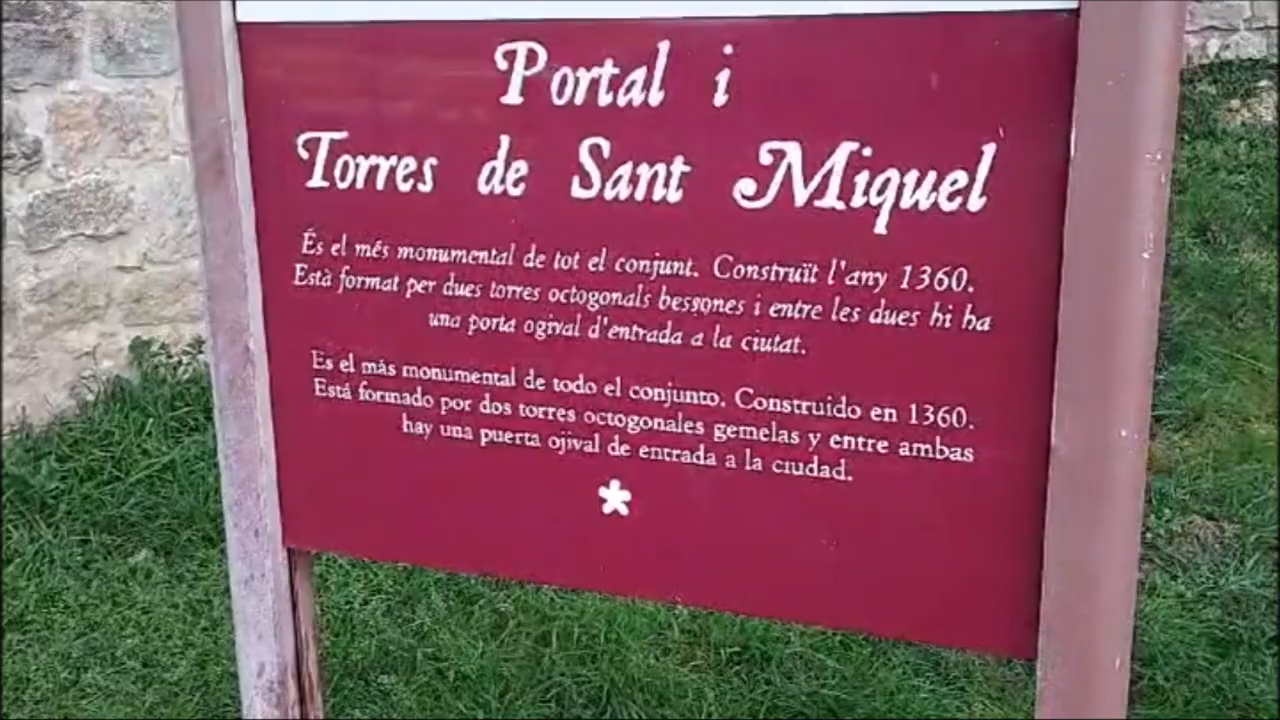 Portal i
Torres de Sant Miquel
És el més monumental de tot el conjunt. Construït l'any 1360.
Està format per dues torres octogonals bessones i entre les dues hi ha
una porta ogival d'entrada a la ciutat.
Es el más monumental de todo el conjunto. Construido en 1360.
Está formado por dos torres octogonales gemelas y entre ambas
hay una puerta ojival de entrada a la ciudad.